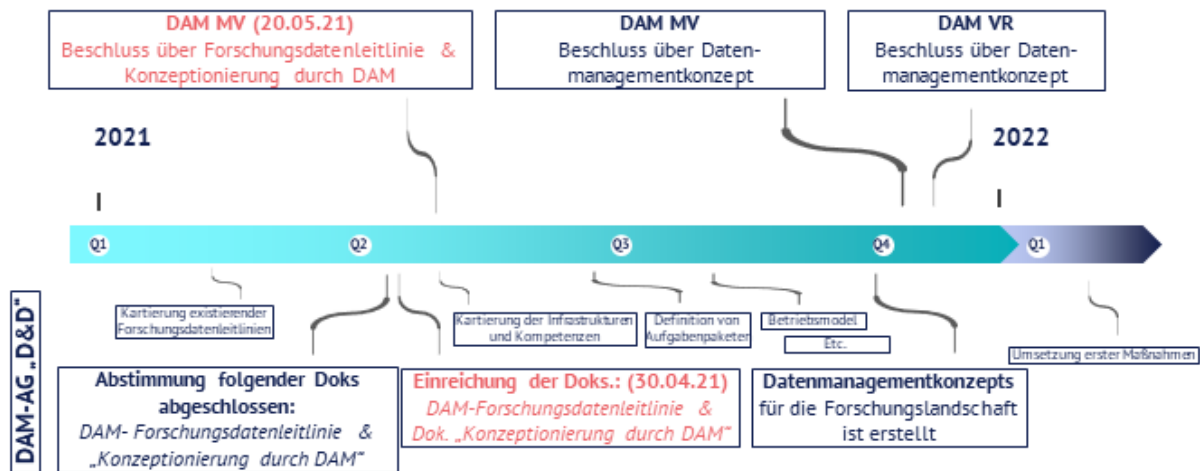 DAM MV (20.05.21)
Beschluss über Forschungsdatenleitlinie &
Konzeptionierung durch DAM
DAM MV
Beschluss über Daten-
managementkonzept
DAM VR
Beschluss über Daten-
managementkonzept
2021
2022
Q1
Q2
Q3
Q4
Q1
DAM-AG „D&D"
Kartierung existierender
Forschungsdatenleitlinien
Kartierung der Infrastrukturen
und Kompetenzen
Definition von
Aufgabenpaketen
Betriebsmodel
Etc.
Umsetzung erster Maßnahmen
Abstimmung folgender Doks
abgeschlossen:
DAM- Forschungsdatenleitlinie &
„Konzeptionierung durch DAM"
Einreichung der Doks.: (30.04.21)
DAM-Forschungsdatenleitlinie &
Dok. „Konzeptionierung durch DAM"
Datenmanagementkonzepts
für die Forschungslandschaft
ist erstellt